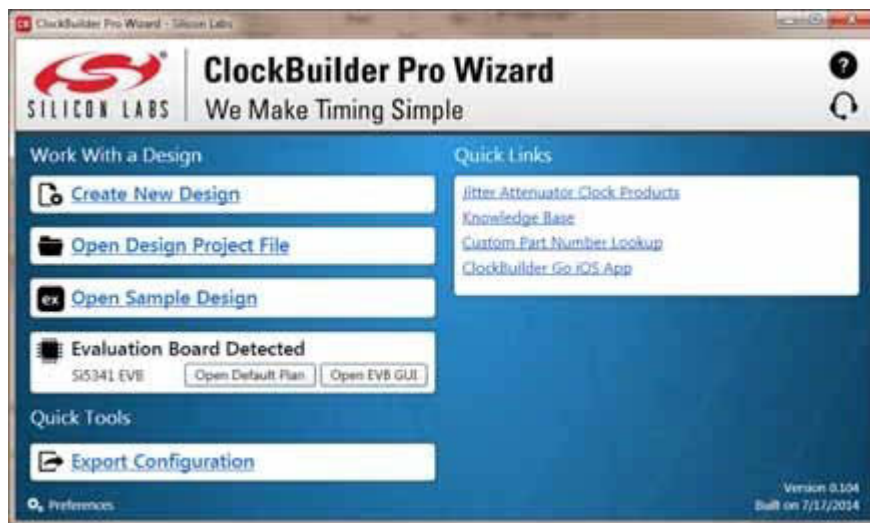 ClockBuilder Pro Wizard - Silicon Labs
SILICON LABS
ClockBuilder Pro Wizard
We Make Timing Simple
?
Work With a Design
Create New Design
Open Design Project File
ex Open Sample Design
Evaluation Board Detected
Si5341 EVB Open Default Plan Open EVB GUI
Quick Tools
Export Configuration
Preferences
Quick Links
Jitter Attenuator Clock Products
Knowledge Base
Custom Part Number Lookup
ClockBuilder Go iOS App
Version 0.104
Built on 7/17/2014